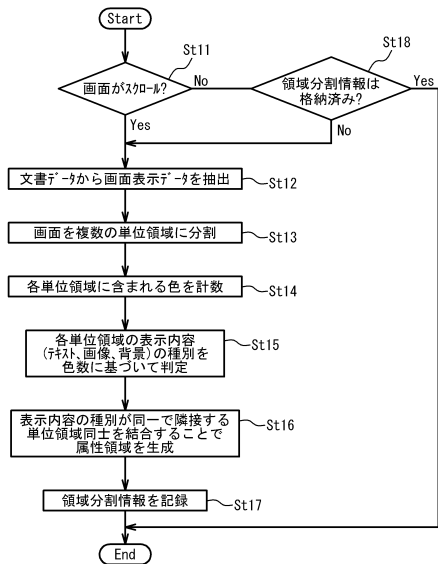 Start
St11
画面がｽｸﾛｰﾙ?
No
Yes
St18
領域分割情報は
格納済み?
Yes
No
文書ﾃﾞｰﾀから画面表示データを抽出
St12
画面を複数の単位領域に分割
St13
各単位領域に含まれる色を計数
St14
各単位領域の表示内容
(ﾃｷｽﾄ、画像、背景)の種別を
色数に基づいて判定
St15
表示内容の種別が同一で隣接する
単位領域同士を結合することで
属性領域を生成
St16
領域分割情報を記録
St17
End